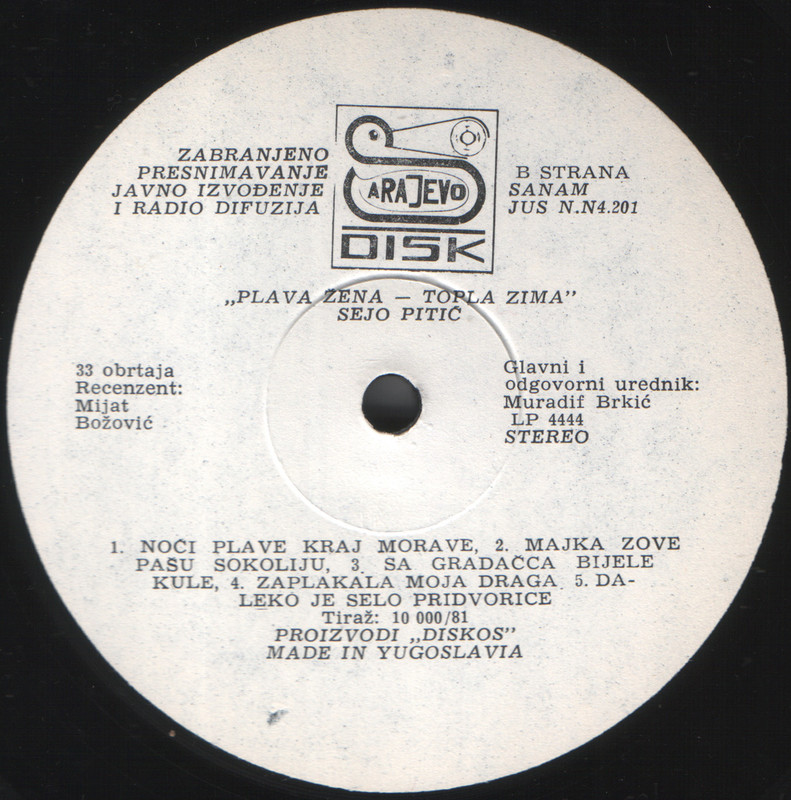 ZABRANJENO
PRESNIMAVANJE
JAVNO IZVOĐENJE
I RADIO DIFUZIJA
SARAJEVO
DISK
B STRANA
SANAM
JUS N.N4.201
„PLAVA ŽENA — TOPLA ZIMA”
SEJO PITIĆ
33 obrtaja
Recenzent:
Mijat
Božović
Glavni i
odgovorni urednik:
Muradif Brkić
LP 4444
STEREO
1. NOĆI PLAVE KRAJ MORAVE, 2. MAJKA ZOVE
PAŠU SOKOLIJU, 3. SA GRADAČCA BIJELE
KULE, 4. ZAPLAKALA MOJA DRAGA. 5. DA-
LEKO JE SELO PRIDVORICE
Tiraž: 10 000/81
PROIZVODI „DISKOS”
MADE IN YUGOSLAVIA